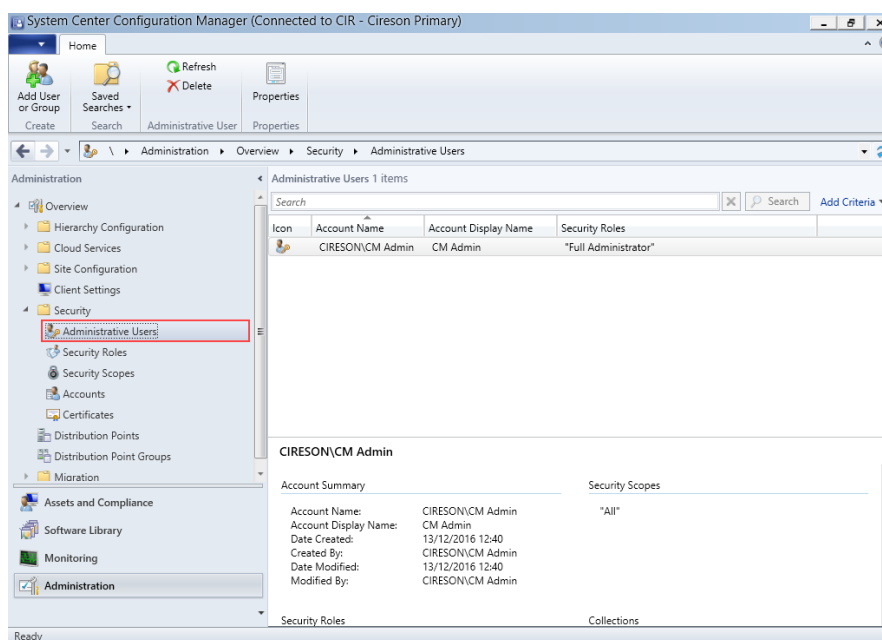 System Center Configuration Manager (Connected to CIR - Cireson Primary)
Home
Add User or Group
Saved Searches
Refresh
Delete
Properties
Create
Search
Administrative User
Properties
\ Administration Overview Security Administrative Users
Administration
Administrative Users 1 items
Search
Search
Add Criteria
Icon Account Name Account Display Name Security Roles
CIRESON\CM Admin CM Admin "Full Administrator"
Overview
Hierarchy Configuration
Cloud Services
Site Configuration
Client Settings
Security
Administrative Users
Security Roles
Security Scopes
Accounts
Certificates
Distribution Points
Distribution Point Groups
Migration
Assets and Compliance
Software Library
Monitoring
Administration
CIRESON\CM Admin
Account Summary
Account Name: CIRESON\CM Admin
Account Display Name: CM Admin
Date Created: 13/12/2016 12:40
Created By: CIRESON\CM Admin
Date Modified: 13/12/2016 12:40
Modified By: CIRESON\CM Admin
Security Scopes
"All"
Security Roles
Collections
Ready